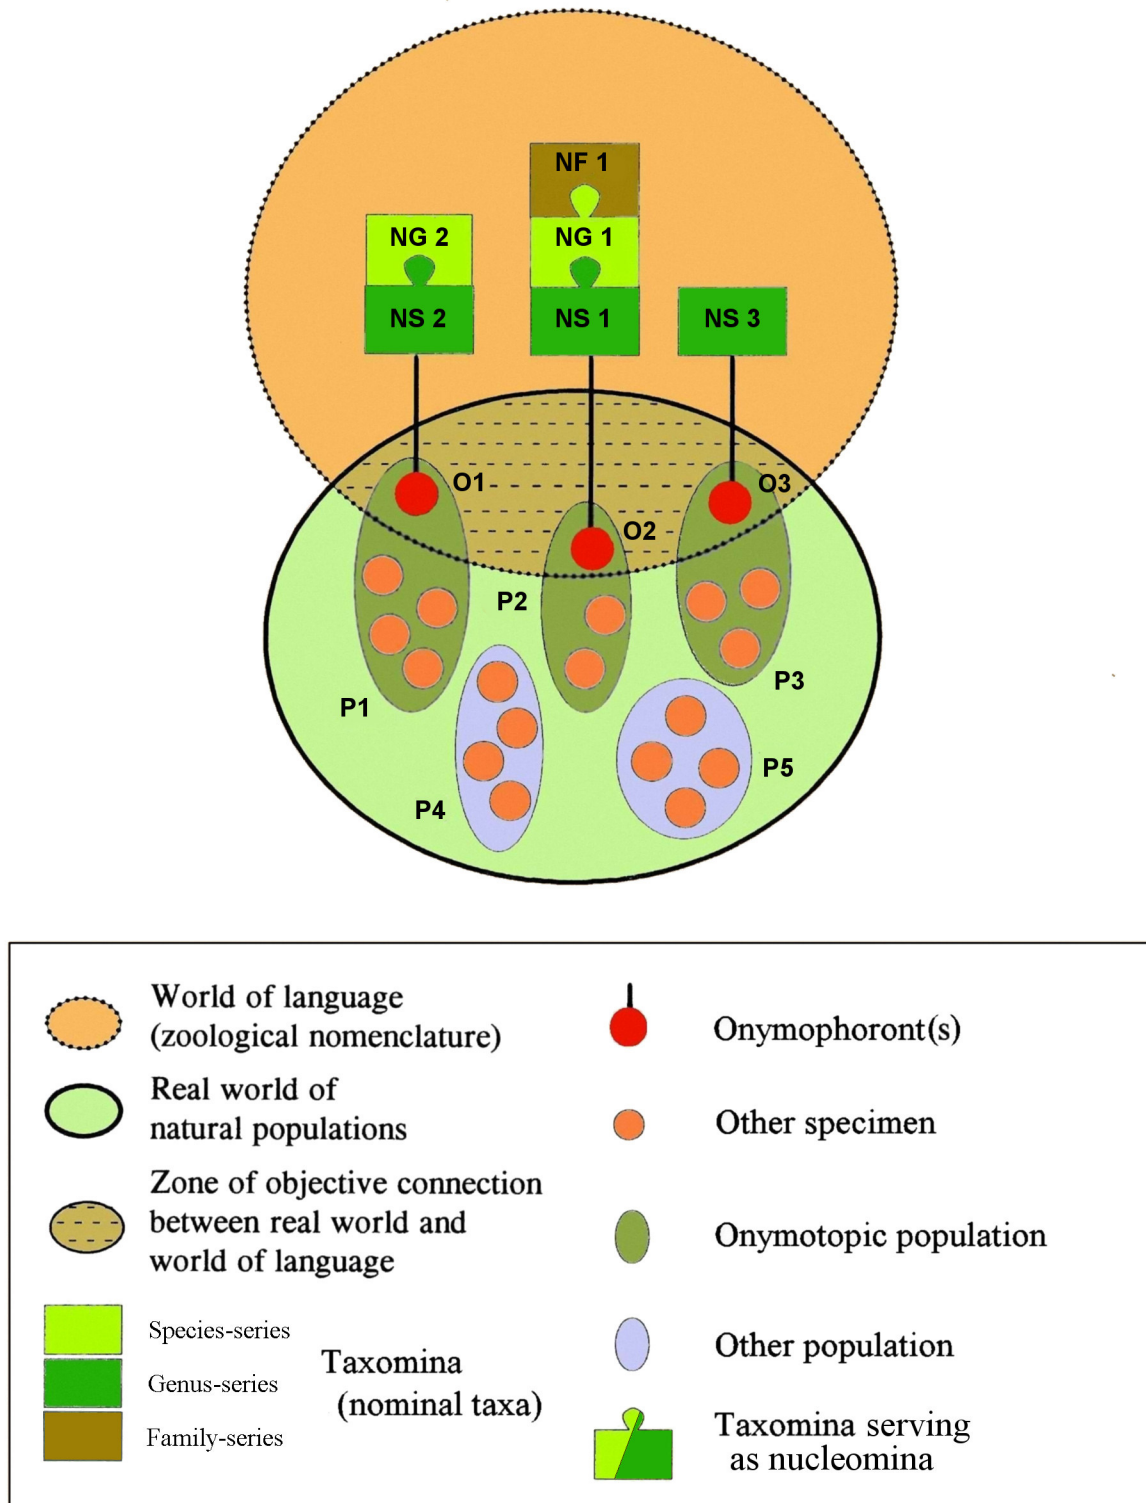 NF 1
NG 2
NG 1
NS 2
NS 1
NS 3
O1
O3
O2
P2
P3
P1
P5
P4
World of language
(zoological nomenclature)
Real world of
natural populations
Zone of objective connection
between real world and
world of language
Species-series
Genus-series
Family-series
Taxomina
(nominal taxa)
Onymophoront(s)
Other specimen
Onymotopic population
Other population
Taxomina serving
as nucleomina